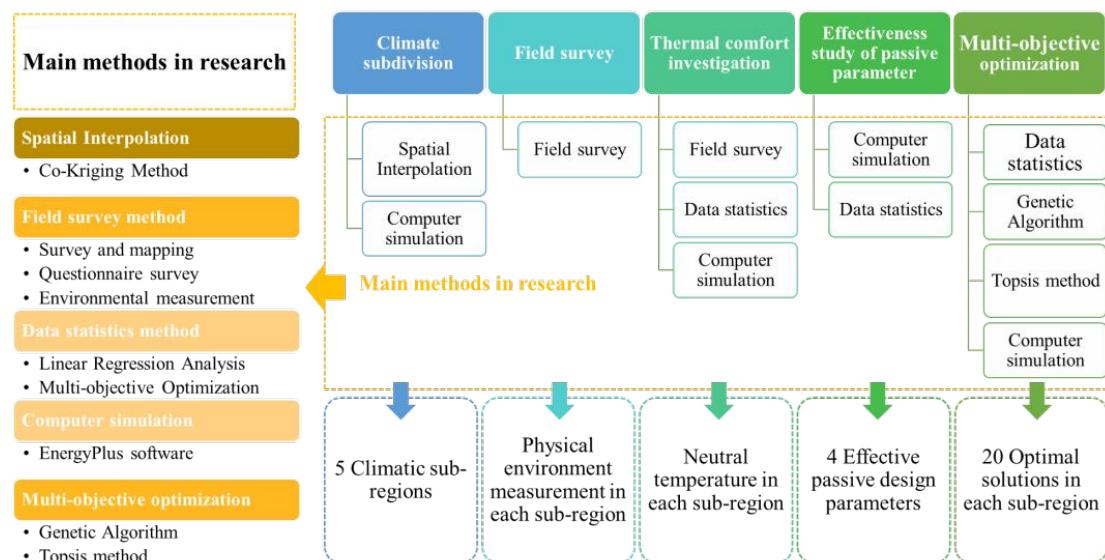 Main methods in research
Spatial Interpolation
• Co-Kriging Method
Field survey method
• Survey and mapping
• Questionnaire survey
• Environmental measurement
Data statistics method
• Linear Regression Analysis
• Multi-objective Optimization
Computer simulation
• EnergyPlus software
Multi-objective optimization
• Genetic Algorithm
• Topsis method
Climate
subdivision
Spatial
Interpolation
Computer
simulation
Field survey
Field survey
Thermal comfort
investigation
Field survey
Data statistics
Computer
simulation
Effectiveness
study of passive
parameter
Computer
simulation
Data statistics
Multi-objective
optimization
Data
statistics
Genetic
Algorithm
Topsis method
Computer
simulation
Main methods in research
5 Climatic sub-
regions
Physical
environment
measurement in
each sub-region
Neutral
temperature in
each sub-region
4 Effective
passive design
parameters
20 Optimal
solutions in
each sub-region